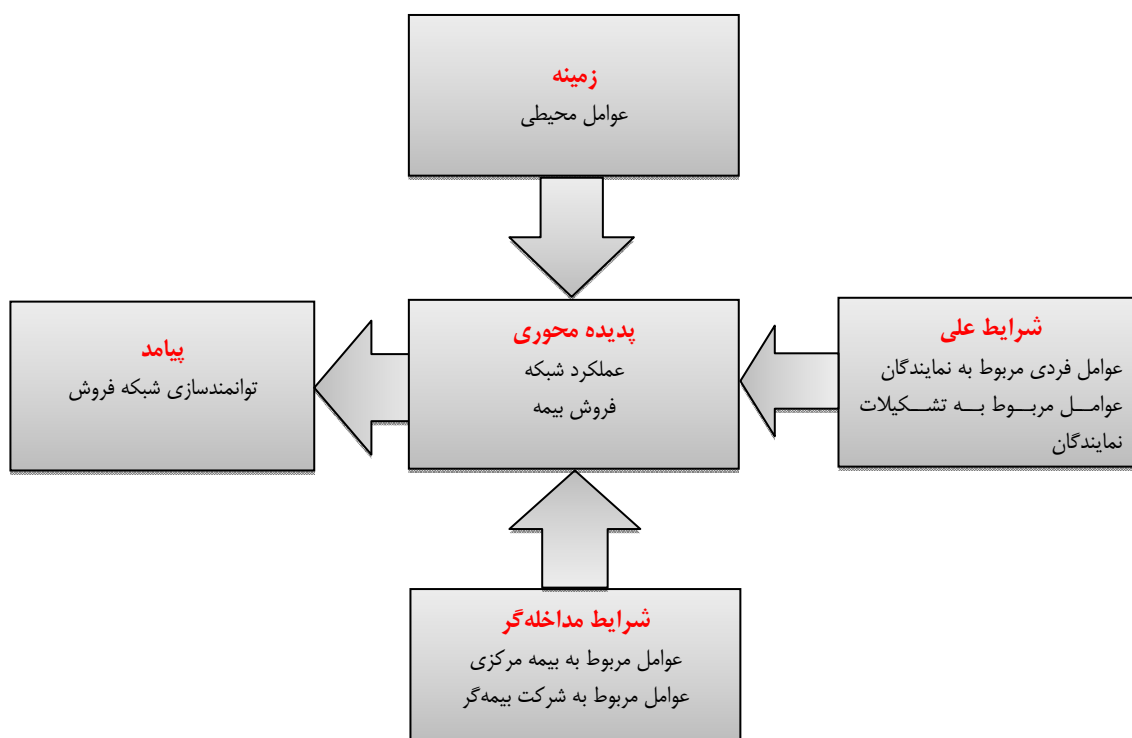 زمینه
عوامل محیطی
شرایط علی
عوامل فردی مربوط به نمایندگان
عوامل مربوط به تشکیلات
نمایندگان
پدیده محوری
عملکرد شبکه
فروش بیمه
پیامد
توانمندسازی شبکه فروش
شرایط مداخله‌گر
عوامل مربوط به بیمه مرکزی
عوامل مربوط به شرکت بیمه‌گر